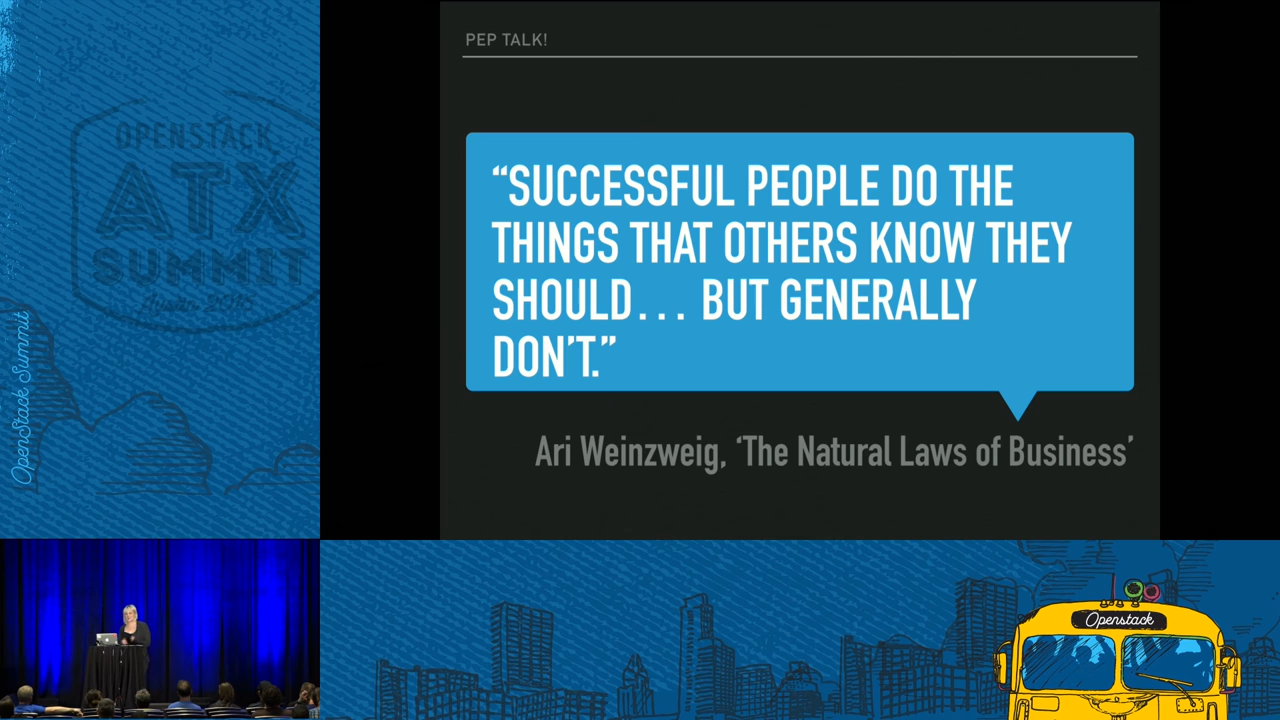 PEP TALK!
“SUCCESSFUL PEOPLE DO THE
THINGS THAT OTHERS KNOW THEY
SHOULD... BUT GENERALLY
DON’T.”
Ari Weinzweig, ‘The Natural Laws of Business’
OPENSTACK
ATX
SUMMIT
Austin 2016
OpenStack Summit
Openstack